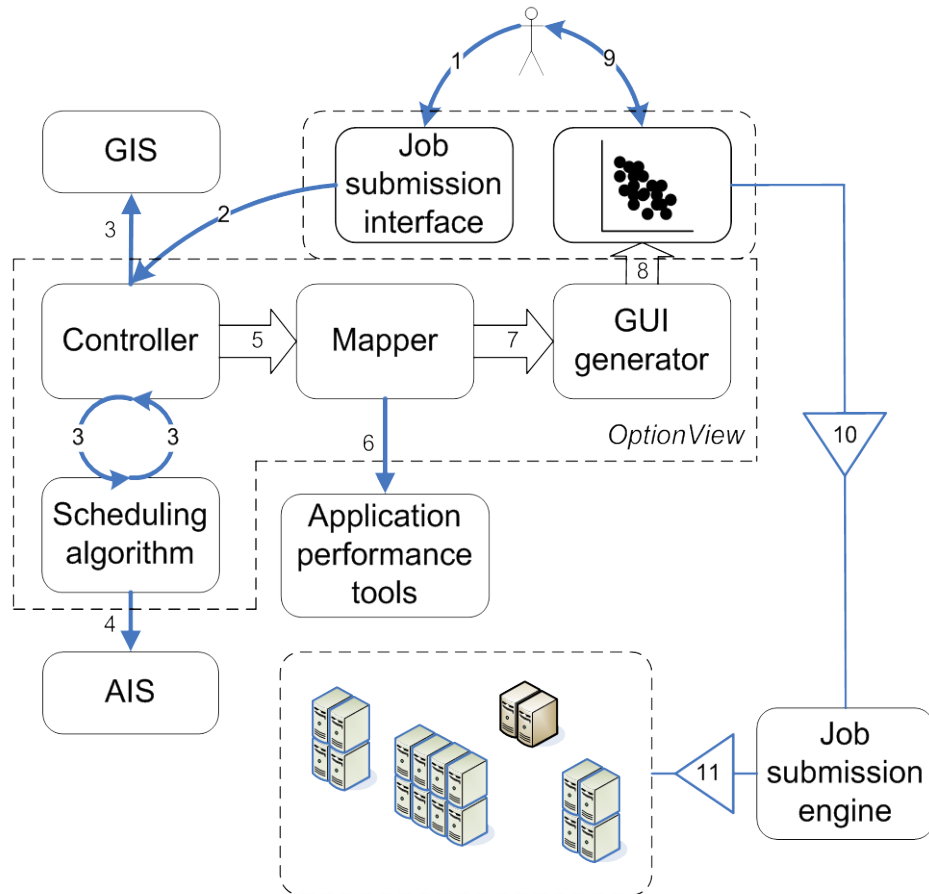 1
9
GIS
Job
submission
interface
3
2
8
Controller
5
Mapper
7
GUI
generator
3
3
6
OptionView
10
Scheduling
algorithm
Application
performance
tools
4
AIS
11
Job
submission
engine